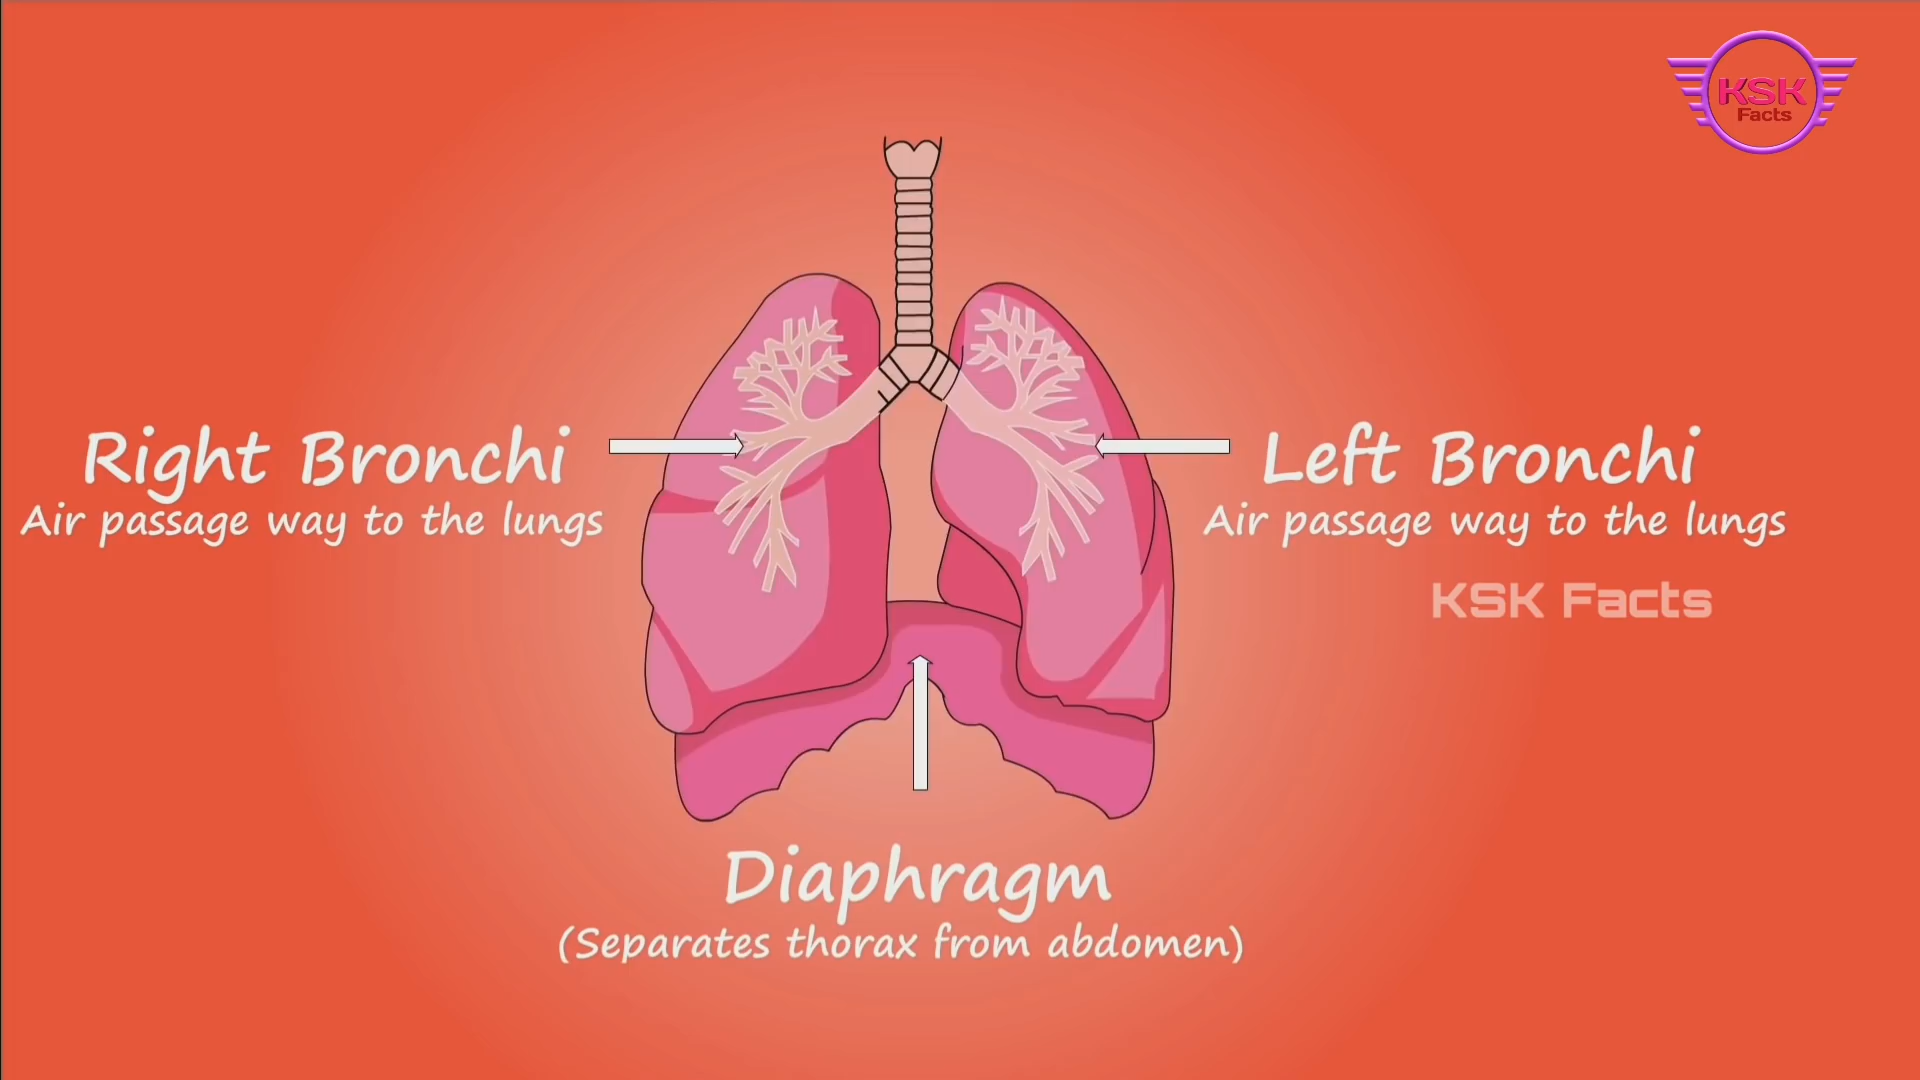 KSK
Facts
Right Bronchi
Air passage way to the lungs
Left Bronchi
Air passage way to the lungs
KSK Facts
Diaphragm
(Separates thorax from abdomen)